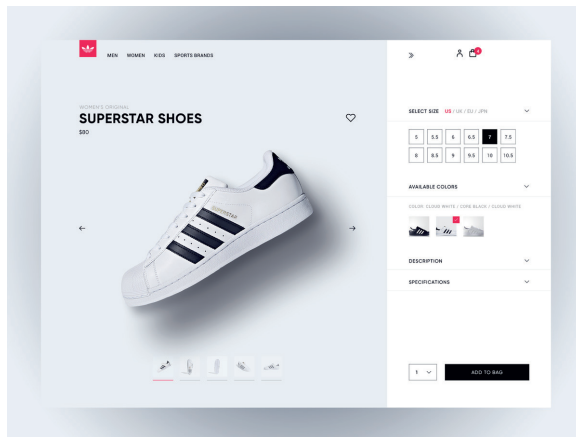 MEN WOMEN KIDS SPORTS BRANDS
4
WOMEN'S ORIGINAL
SUPERSTAR SHOES
$80
SUPERSTAR
SELECT SIZE US / UK / EU / JPN
5 5.5 6 6.5 7 7.5
8 8.5 9 9.5 10 10.5
AVAILABLE COLORS
COLOR: CLOUD WHITE / CORE BLACK / CLOUD WHITE
DESCRIPTION
SPECIFICATIONS
1 ADD TO BAG